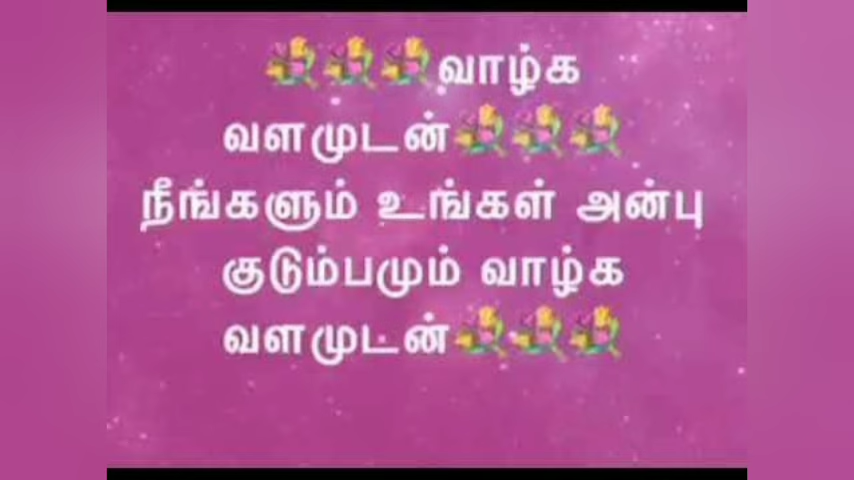 💐💐💐வாழ்க
வளமுடன்💐💐💐
நீங்களும் உங்கள் அன்பு
குடும்பமும் வாழ்க
வளமுடன்💐💐💐